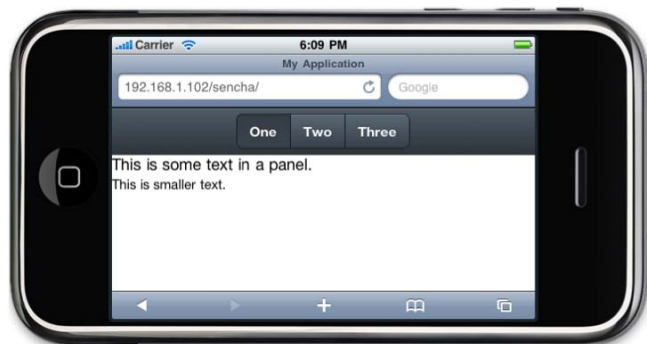 Carrier 6:09 PM
My Application
192.168.1.102/sencha/ Google
One Two Three
This is some text in a panel.
This is smaller text.